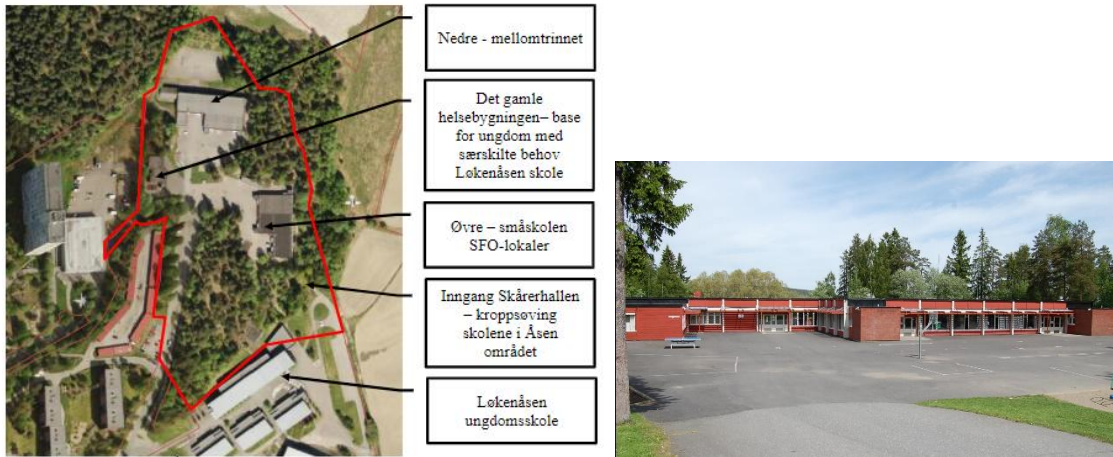 Nedre - mellomtrinnet
Det gamle
helsebygningen– base
for ungdom med
særskilte behov
Løkenåsen skole
Øvre – småskolen
SFO-lokaler
Inngang Skårerhallen
– kroppsøving
skolene i Åsen
området
Løkenåsen
ungdomsskole